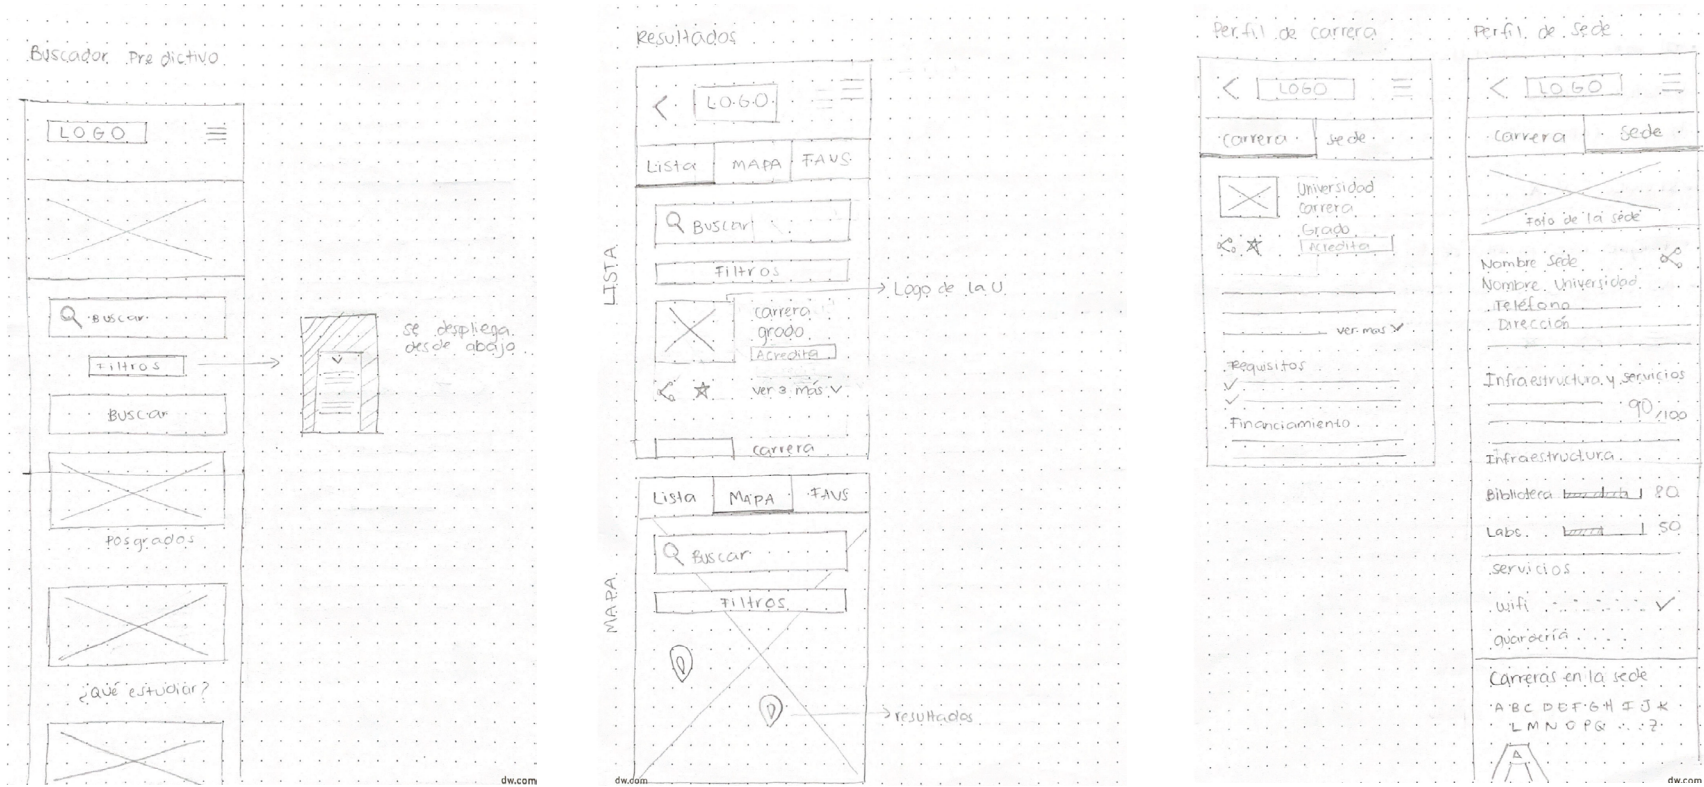 Buscador Predictivo
LOGO
Buscar
Filtros
se despliega
desde abajo
Buscar
Posgrados
¿Qué estudiar?
dw.com
Resultados
LOGO
Lista MAPA FAVS
LISTA
Buscar
Filtros
Logo de la U
carrera
grado
Acredita
ver 3 más
carrera
Lista MAPA FAVS
MAPA
Buscar
Filtros
resultados
dw.com
Perfil de carrera
LOGO
Carrera sede
Universidad
Carrera
Grado
Acredita
ver mas
Requisitos
Financiamiento
Perfil de sede
LOGO
Carrera Sede
Foto de la sede
Nombre Sede
Nombre Universidad
Teléfono
Dirección
Infraestructura y servicios
90/100
Infraestructura
Biblioteca 80
Labs. 50
servicios
wifi
guardería
Carreras en la sede
A B C D E F G H I J K
L M N O P Q ... Z
A
dw.com